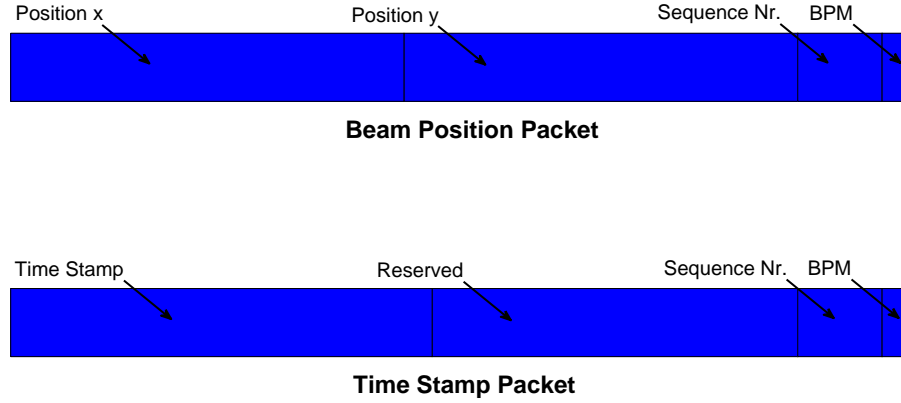 Position x Position y Sequence Nr. BPM
Beam Position Packet
Time Stamp Reserved Sequence Nr. BPM
Time Stamp Packet